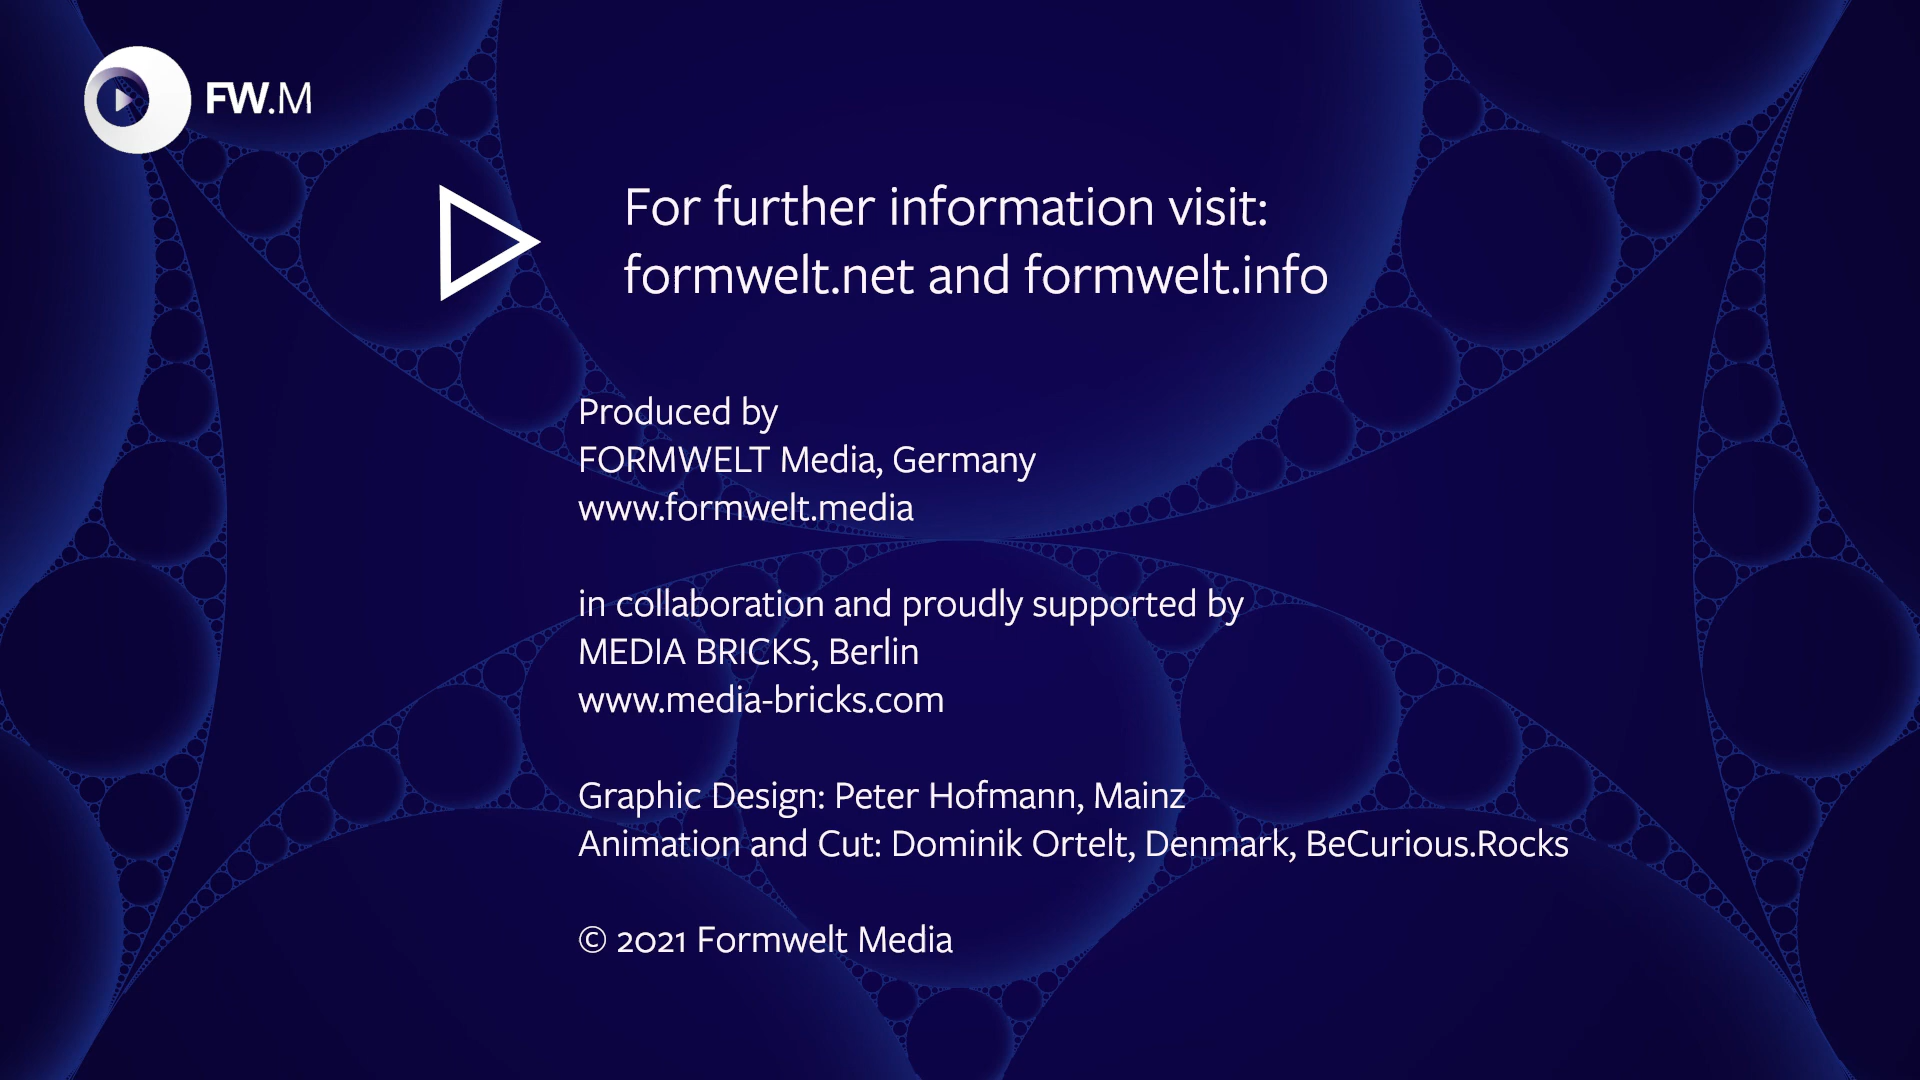 FW.M
For further information visit:
formwelt.net and formwelt.info
Produced by
FORMWELT Media, Germany
www.formwelt.media
in collaboration and proudly supported by
MEDIA BRICKS, Berlin
www.media-bricks.com
Graphic Design: Peter Hofmann, Mainz
Animation and Cut: Dominik Ortelt, Denmark, BeCurious.Rocks
© 2021 Formwelt Media